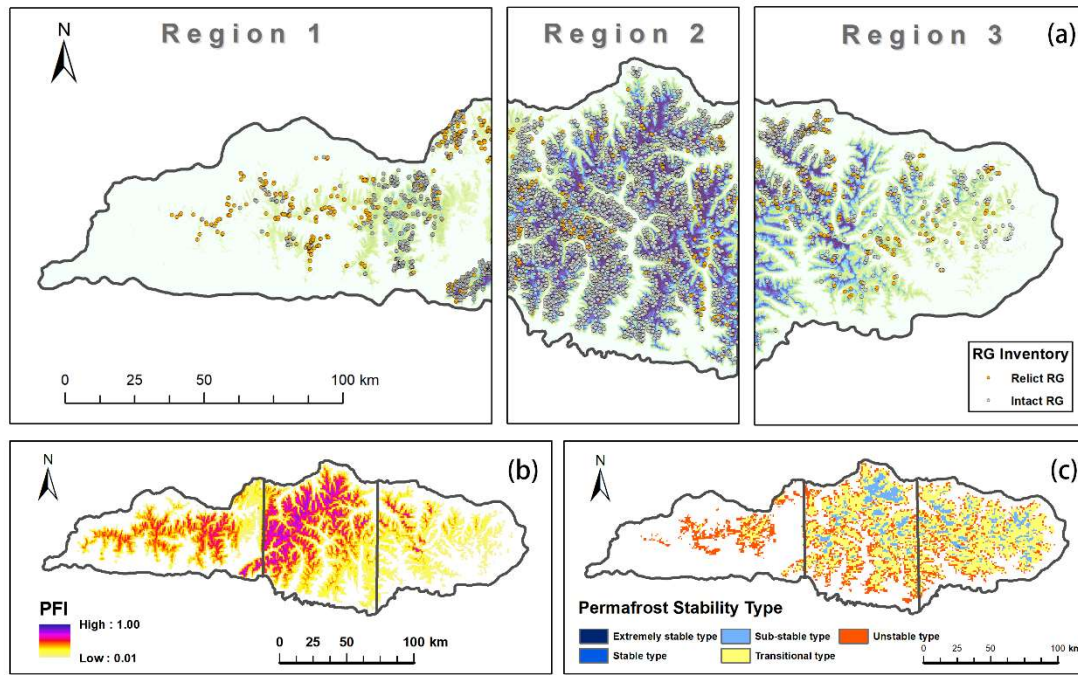 Region 1
Region 2
Region 3
(a)
N
RG Inventory
Relict RG
Intact RG
0 25 50 100 km
N
(b)
PFI
High : 1.00
Low : 0.01
0 25 50 100 km
N
(c)
Permafrost Stability Type
Extremely stable type
Sub-stable type
Unstable type
Stable type
Transitional type
0 25 50 100 km